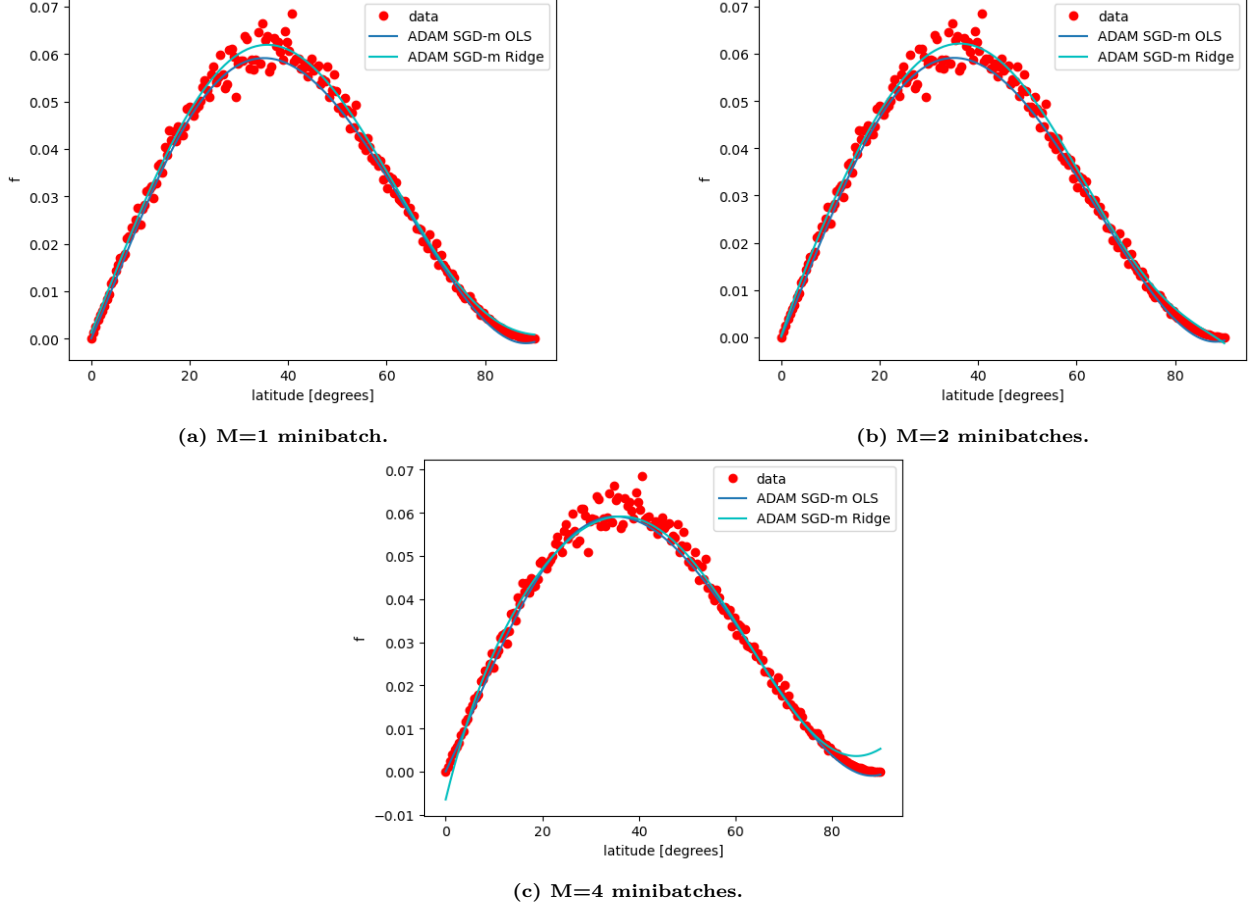 0.07
0.06
0.05
0.04
0.03
0.02
0.01
0.00
f
0 20 40 60 80
latitude [degrees]
data
ADAM SGD-m OLS
ADAM SGD-m Ridge
(a) M=1 minibatch.
0.07
0.06
0.05
0.04
0.03
0.02
0.01
0.00
f
0 20 40 60 80
latitude [degrees]
data
ADAM SGD-m OLS
ADAM SGD-m Ridge
(b) M=2 minibatches.
0.07
0.06
0.05
0.04
0.03
0.02
0.01
0.00
−0.01
f
0 20 40 60 80
latitude [degrees]
data
ADAM SGD-m OLS
ADAM SGD-m Ridge
(c) M=4 minibatches.